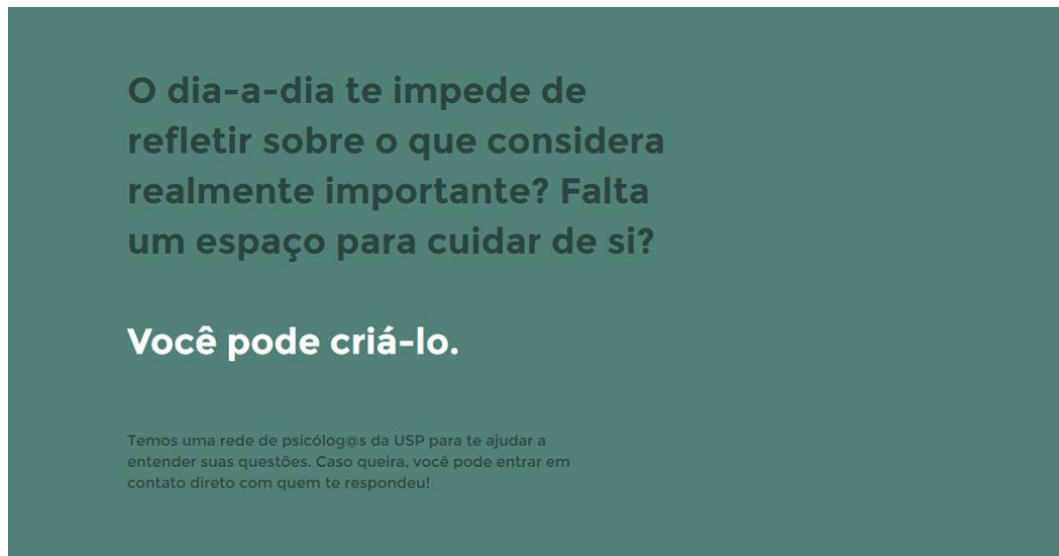 O dia-a-dia te impede de
refletir sobre o que considera
realmente importante? Falta
um espaço para cuidar de si?
Você pode criá-lo.
Temos uma rede de psicólog@s da USP para te ajudar a
entender suas questões. Caso queira, você pode entrar em
contato direto com quem te respondeu!